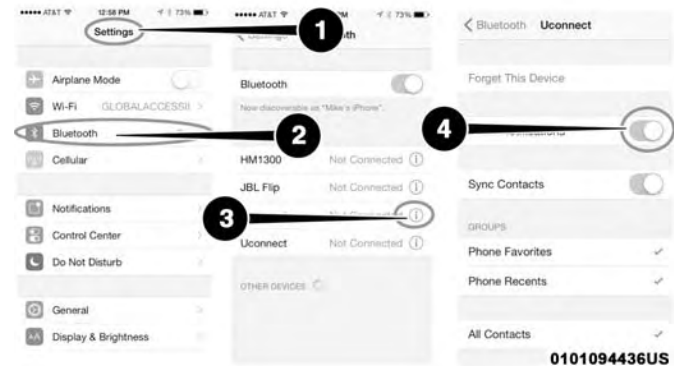 AT&T 12:58 PM 73%
Settings
Airplane Mode
Wi-Fi GLOBALACCESSII
Bluetooth
Cellular
Notifications
Control Center
Do Not Disturb
General
Display & Brightness
AT&T 73%
Bluetooth
Now discoverable as "Mike's iPhone".
HM1300 Not Connected
JBL Flip Not Connected
Not Connected
Uconnect Not Connected
OTHER DEVICES
Bluetooth Uconnect
Forget This Device
Sync Contacts
GROUPS
Phone Favorites
Phone Recents
All Contacts
1
2
3
4
0101094436US